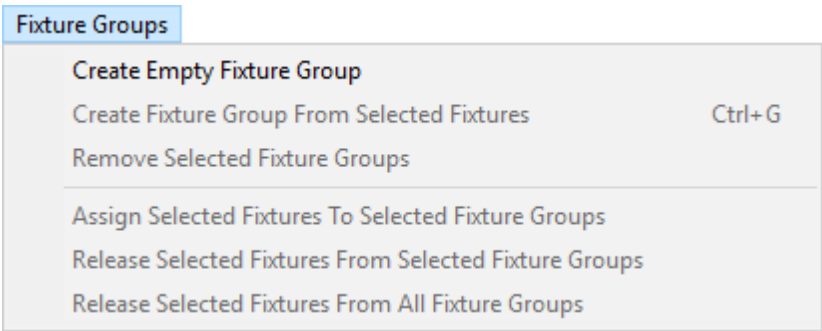 Fixture Groups
Create Empty Fixture Group
Create Fixture Group From Selected Fixtures Ctrl+G
Remove Selected Fixture Groups
Assign Selected Fixtures To Selected Fixture Groups
Release Selected Fixtures From Selected Fixture Groups
Release Selected Fixtures From All Fixture Groups